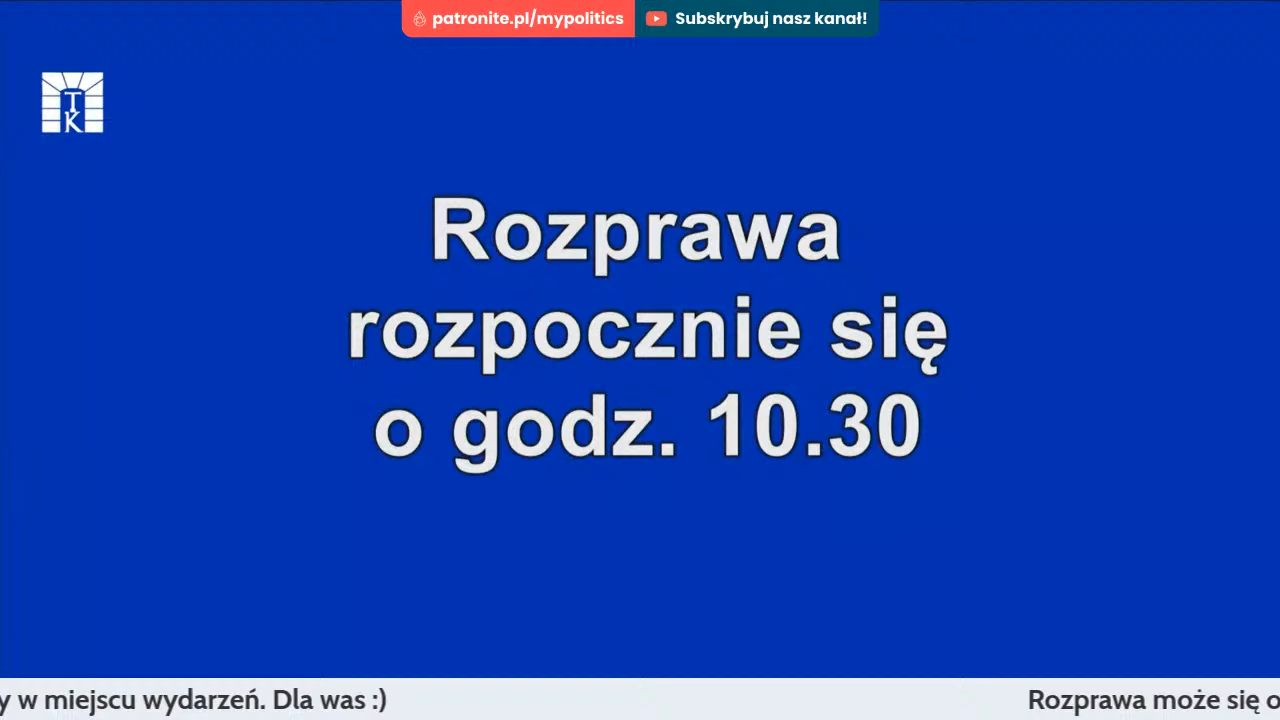 patronite.pl/mypolitics Subskrybuj nasz kanał!
TK
Rozprawa
rozpocznie się
o godz. 10.30
y w miejscu wydarzeń. Dla was :) Rozprawa może się o